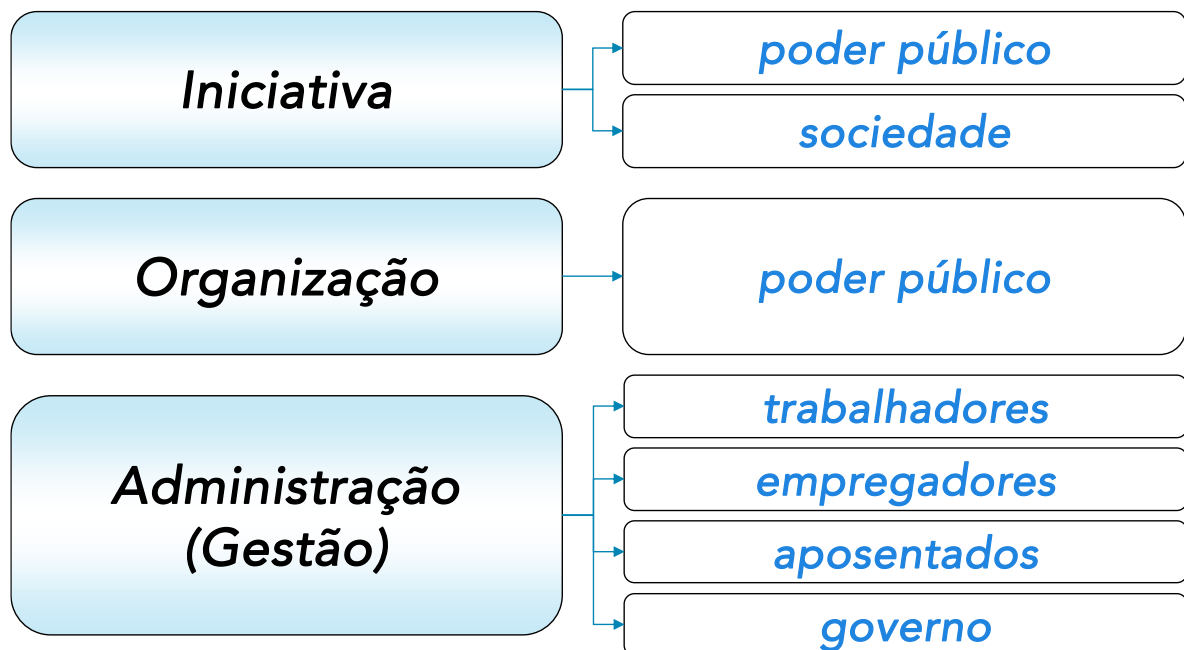 Iniciativa
poder público
sociedade
Organização
poder público
Administração
(Gestão)
trabalhadores
empregadores
aposentados
governo